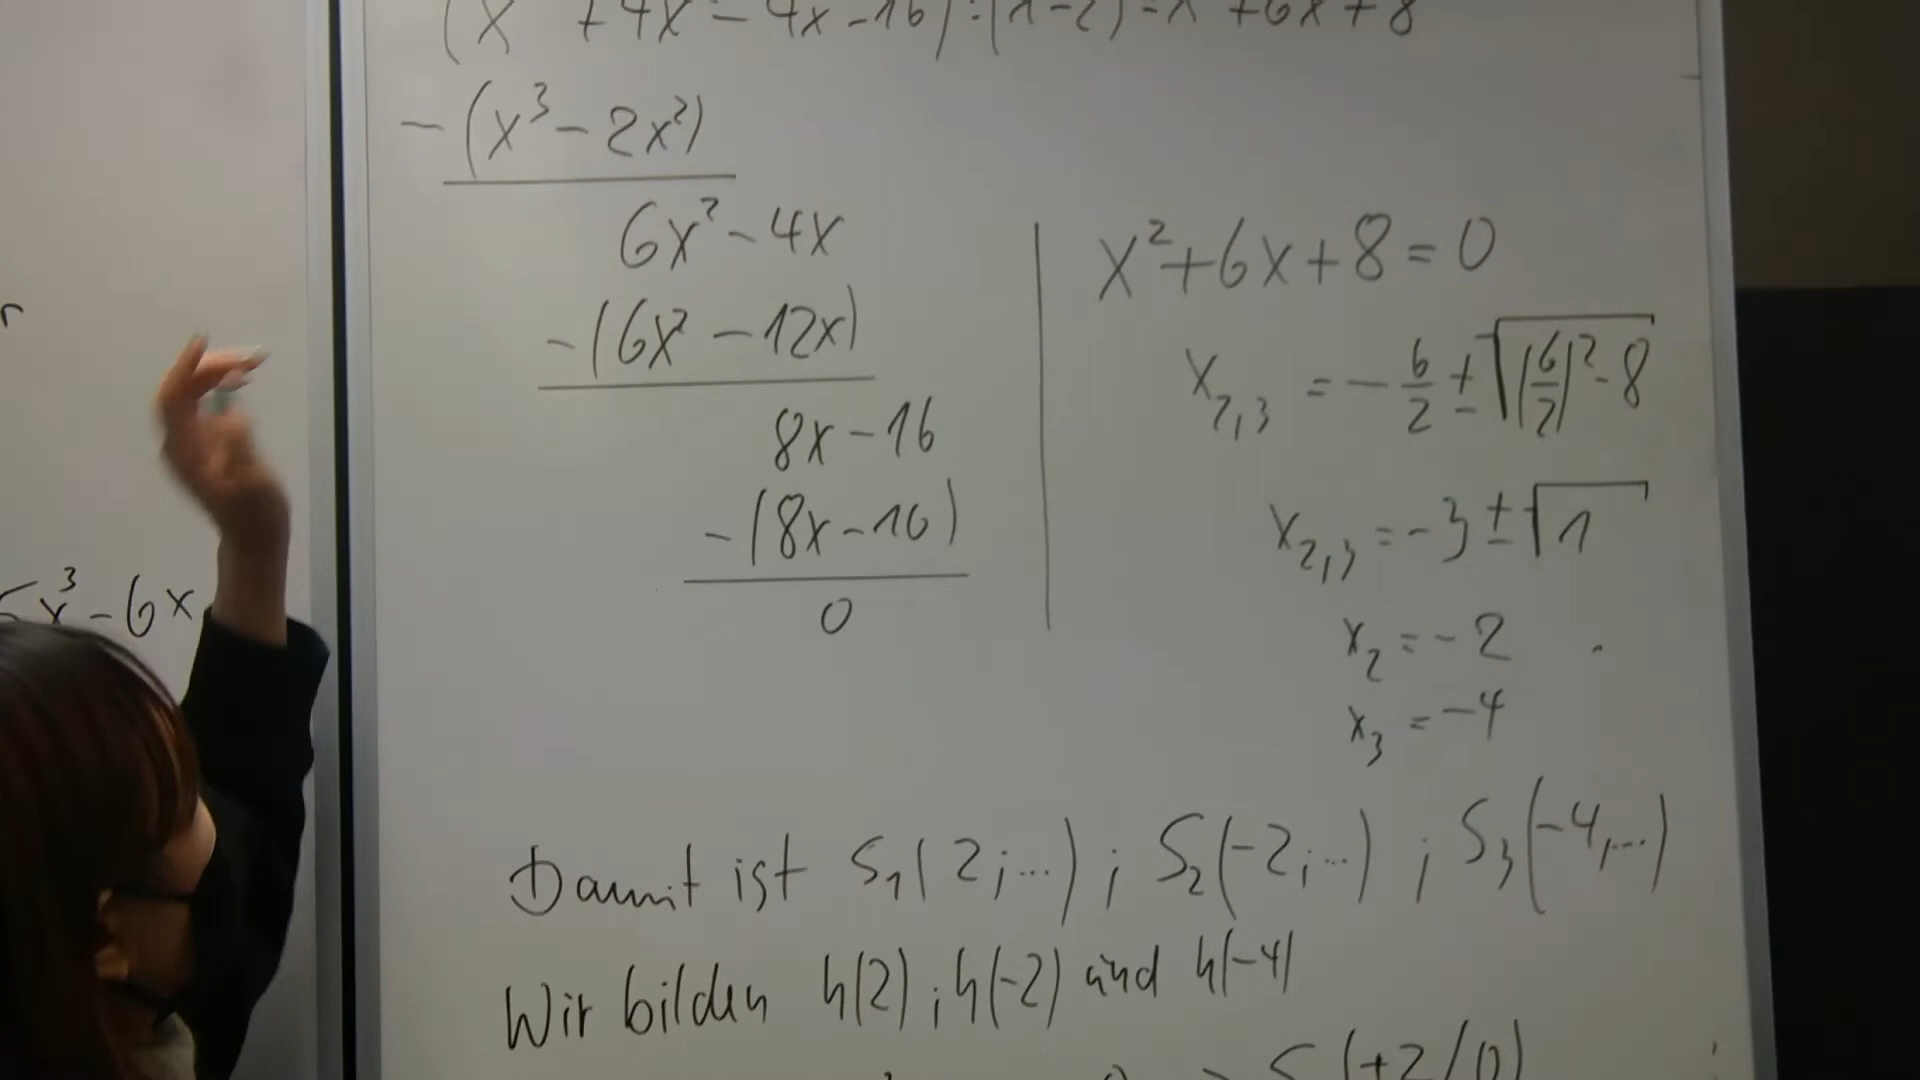 (x³ + 4x² - 4x - 16) : (x - 2) = x² + 6x + 8
- (x³ - 2x²)
6x² - 4x
- (6x² - 12x)
8x - 16
- (8x - 16)
0
x² + 6x + 8 = 0
x₂,₃ = - 6/2 ± √((6/2)² - 8)
x₂,₃ = -3 ± √1
x₂ = -2
x₃ = -4
r
x³ - 6x
Damit ist S₁(2;...) ; S₂(-2;...) ; S₃(-4,...)
Wir bilden h(2) ; h(-2) und h(-4)
S (+2/0)